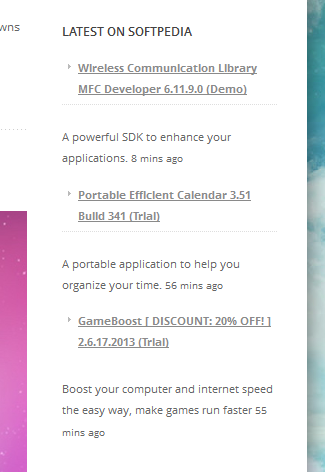 wns
LATEST ON SOFTPEDIA
Wireless Communication Library
MFC Developer 6.11.9.0 (Demo)
A powerful SDK to enhance your
applications. 8 mins ago
Portable Efficient Calendar 3.51
Build 341 (Trial)
A portable application to help you
organize your time. 56 mins ago
GameBoost [ DISCOUNT: 20% OFF! ]
2.6.17.2013 (Trial)
Boost your computer and internet speed
the easy way, make games run faster 55
mins ago